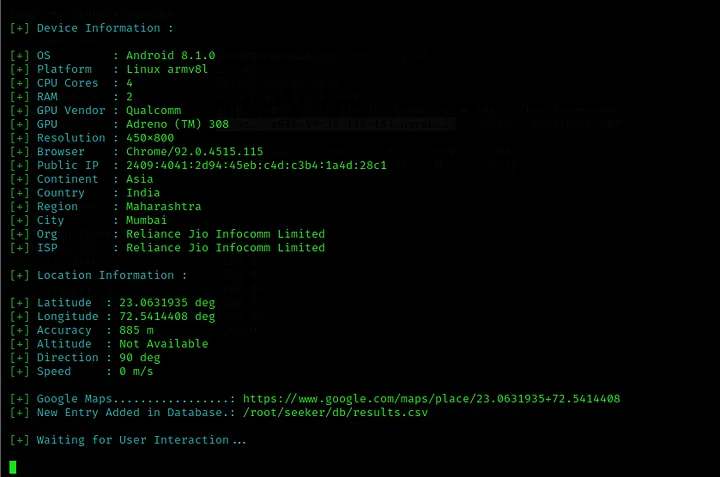 [+] Device Information :
[+] OS : Android 8.1.0
[+] Platform : Linux armv8l
[+] CPU Cores : 4
[+] RAM : 2
[+] GPU Vendor : Qualcomm
[+] GPU : Adreno (TM) 308
[+] Resolution : 450×800
[+] Browser : Chrome/92.0.4515.115
[+] Public IP : 2409:4041:2d94:45eb:c4d:c3b4:1a4d:28c1
[+] Continent : Asia
[+] Country : India
[+] Region : Maharashtra
[+] City : Mumbai
[+] Org : Reliance Jio Infocomm Limited
[+] ISP : Reliance Jio Infocomm Limited
[+] Location Information :
[+] Latitude : 23.0631935 deg
[+] Longitude : 72.5414408 deg
[+] Accuracy : 885 m
[+] Altitude : Not Available
[+] Direction : 90 deg
[+] Speed : 0 m/s
[+] Google Maps.................: https://www.google.com/maps/place/23.0631935+72.5414408
[+] New Entry Added in Database.: /root/seeker/db/results.csv
[+] Waiting for User Interaction...